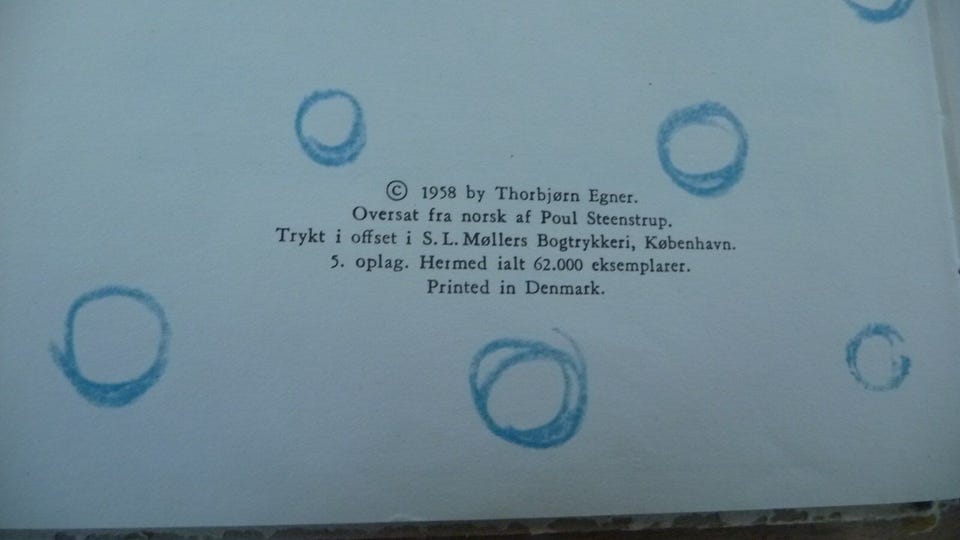 © 1958 by Thorbjørn Egner.
Oversat fra norsk af Poul Steenstrup.
Trykt i offset i S. L. Møllers Bogtrykkeri, København.
5. oplag. Hermed ialt 62.000 eksemplarer.
Printed in Denmark.